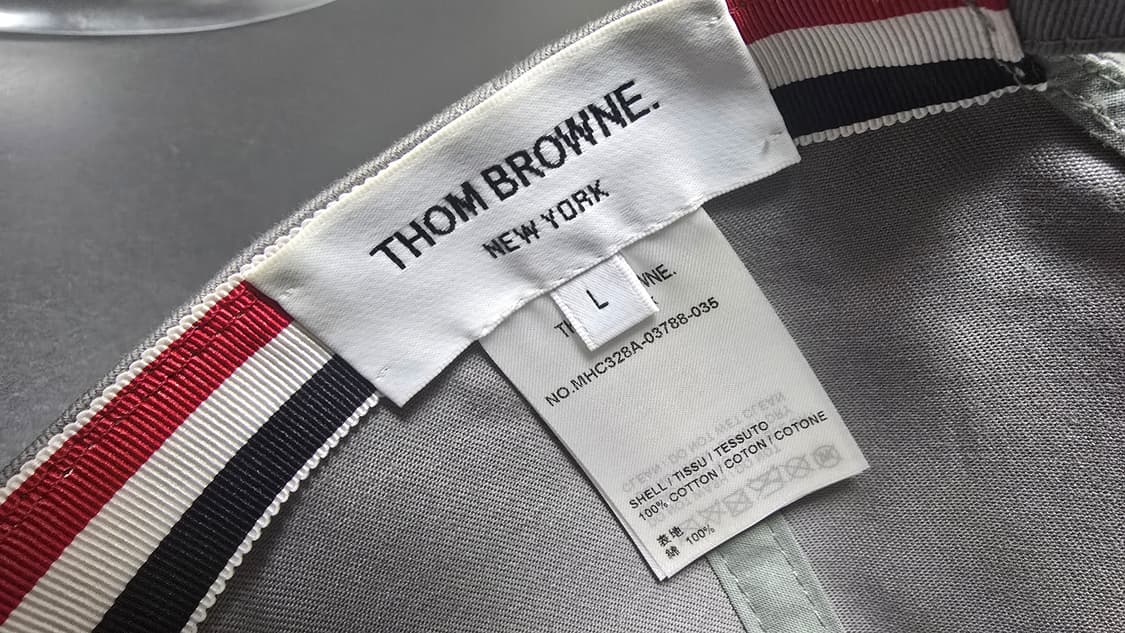 THOM BROWNE.
NEW YORK
L
NO.MHC328A-03788-035
SHELL / TISSU / TESSUTO
100% COTTON / COTON / COTONE
表地
綿 100%